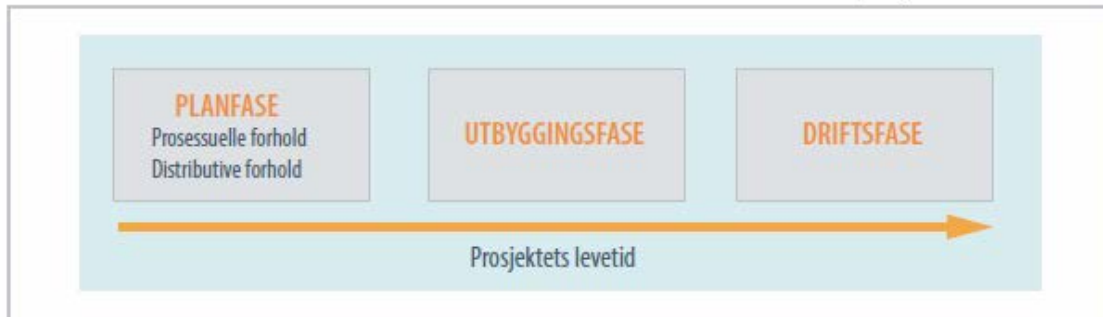 PLANFASE
Prosessuelle forhold
Distributive forhold
UTBYGGINGSFASE
DRIFTSFASE
Prosjektets levetid